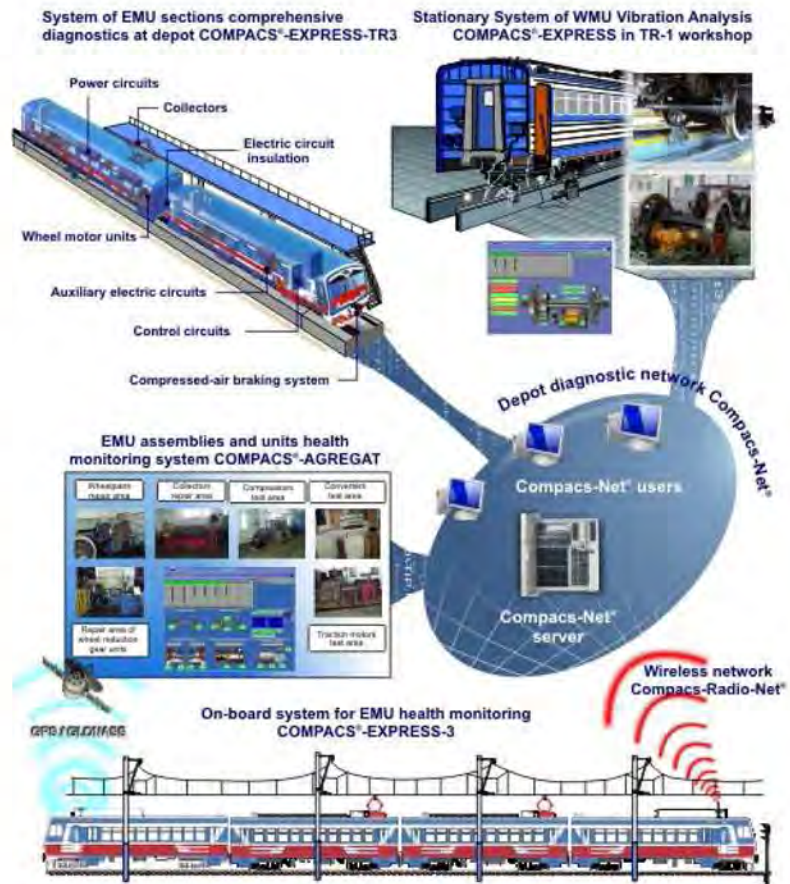 System of EMU sections comprehensive
diagnostics at depot COMPACS®-EXPRESS-TR3
Stationary System of WMU Vibration Analysis
COMPACS®-EXPRESS in TR-1 workshop
Power circuits
Collectors
Electric circuit
insulation
Wheel motor units
Auxiliary electric circuits
Control circuits
Compressed-air braking system
Depot diagnostic network Compacs-Net®
EMU assemblies and units health
monitoring system COMPACS®-AGREGAT
Wheelpairs
repair area
Collectors
repair area
Compressors
test area
Converters
test area
Repair area of
wheel reduction
gear units
Traction motors
test area
Compacs-Net® users
Compacs-Net®
server
Wireless network
Compacs-Radio-Net®
GPS / GLONASS
On-board system for EMU health monitoring
COMPACS®-EXPRESS-3